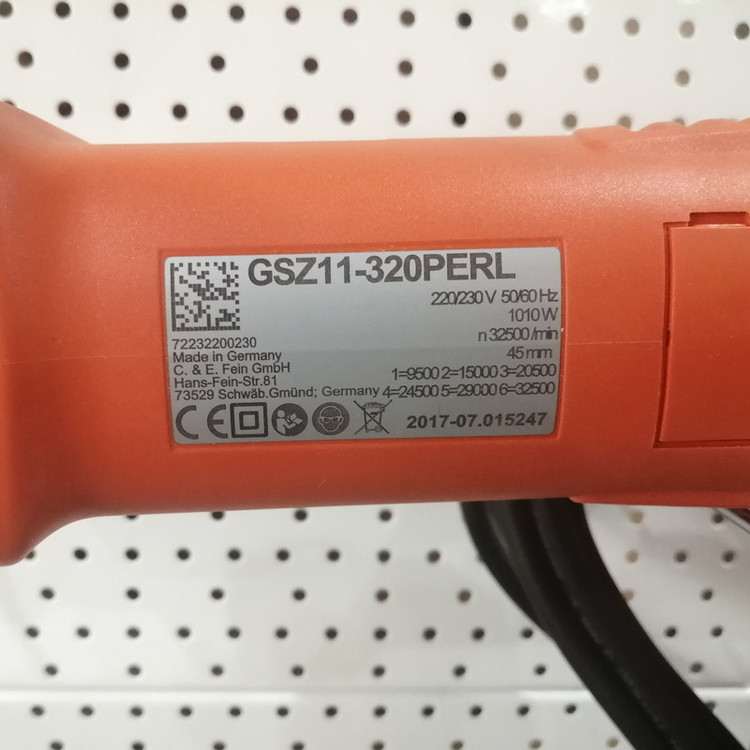 GSZ11-320PERL
220/230 V 50/60 Hz
1010 W
n 32500 /min
45 mm
72232200230
Made in Germany
C. & E. Fein GmbH
Hans-Fein-Str.81
73529 Schwäb.Gmünd; Germany
1=9500 2=15000 3=20500
4=24500 5=29000 6=32500
CE
2017-07.015247